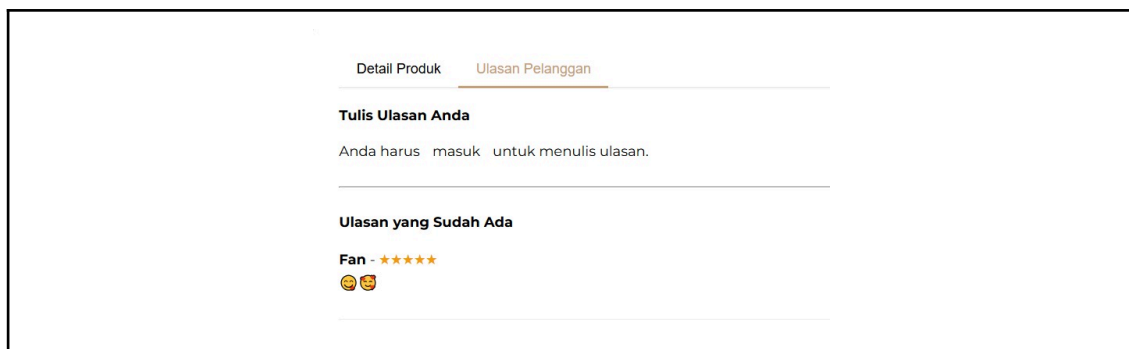 Detail Produk Ulasan Pelanggan
Tulis Ulasan Anda
Anda harus masuk untuk menulis ulasan.
Ulasan yang Sudah Ada
Fan - ★★★★★
😋🥰